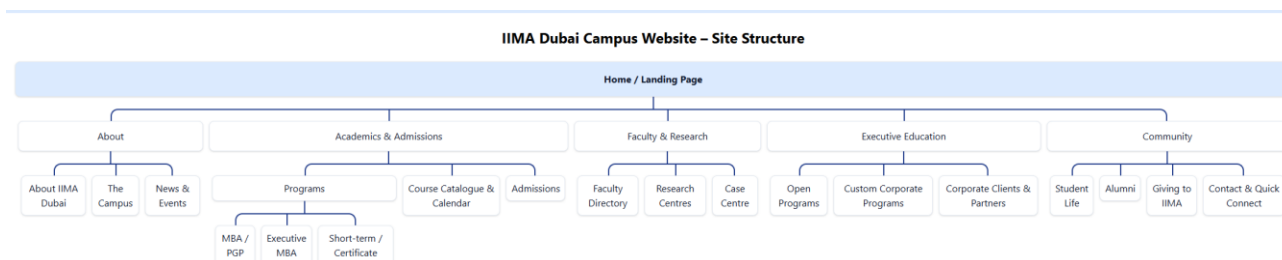 IIMA Dubai Campus Website – Site Structure
Home / Landing Page
About
Academics & Admissions
Faculty & Research
Executive Education
Community
About IIMA
Dubai
The
Campus
News &
Events
Programs
Course Catalogue &
Calendar
Admissions
Faculty
Directory
Research
Centres
Case
Centre
Open
Programs
Custom Corporate
Programs
Corporate Clients &
Partners
Student
Life
Alumni
Giving to
IIMA
Contact & Quick
Connect
MBA /
PGP
Executive
MBA
Short-term /
Certificate